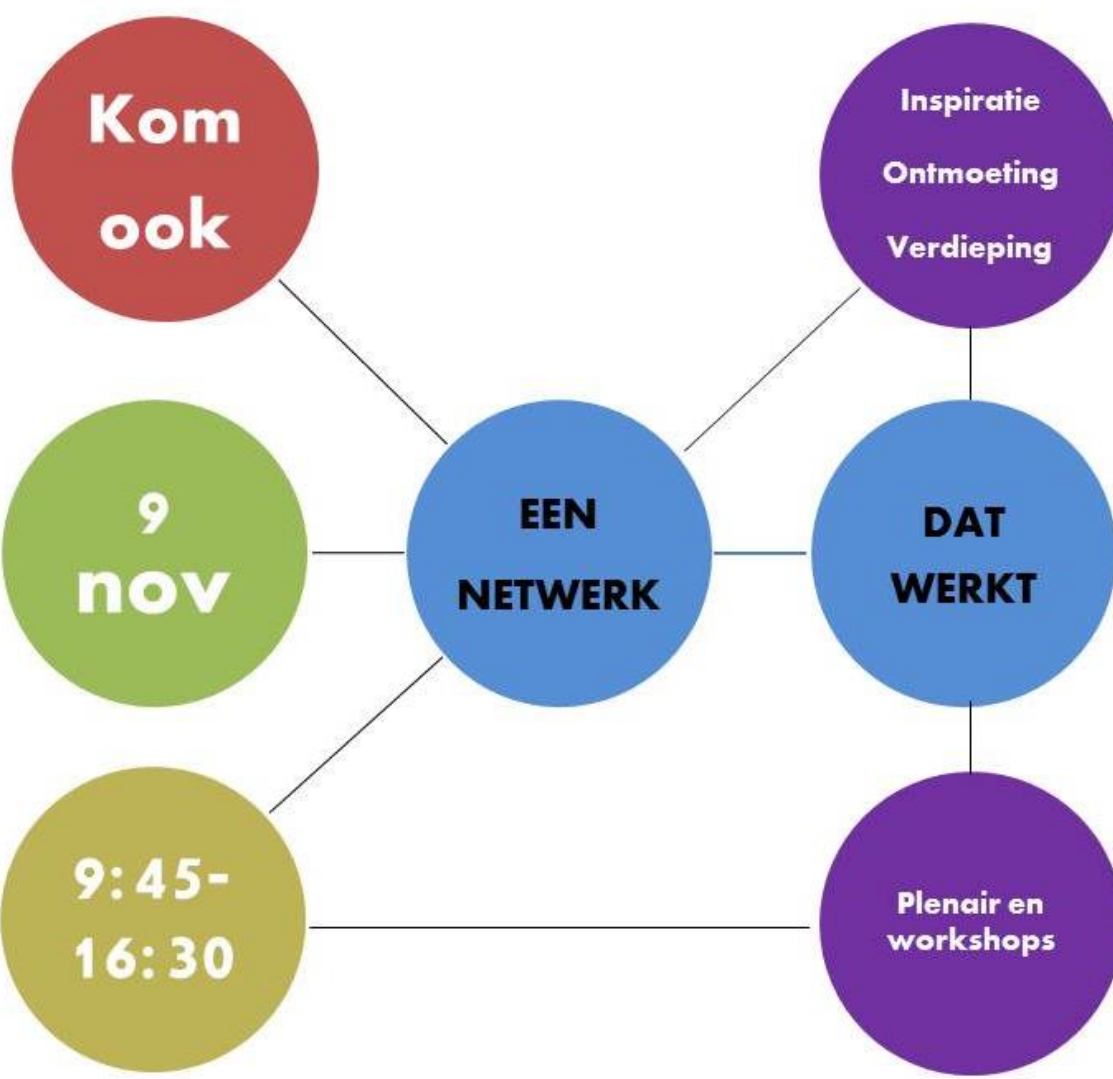 Kom
ook
Inspiratie
Ontmoeting
Verdieping
9
nov
EEN
NETWERK
DAT
WERKT
9:45-
16:30
Plenair en
workshops